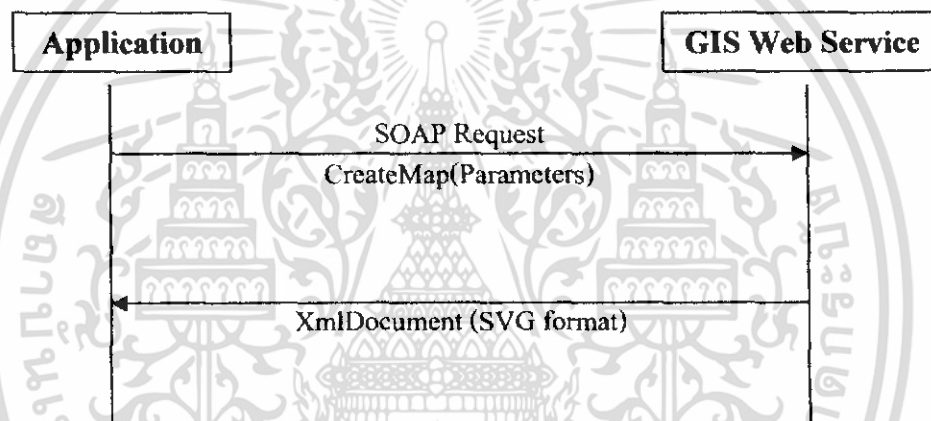 Application
GIS Web Service
SOAP Request
CreateMap(Parameters)
XmlDocument (SVG format)